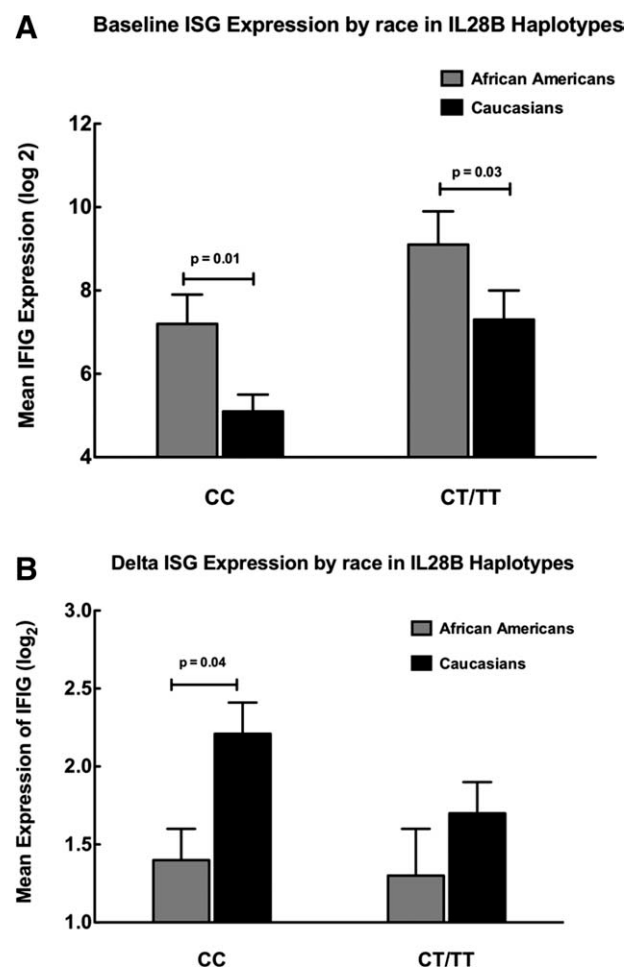 A
Baseline ISG Expression by race in IL28B Haplotypes
African Americans
Caucasians
Mean IFIG Expression (log 2)
12
10
8
6
4
p = 0.01
p = 0.03
CC
CT/TT
B
Delta ISG Expression by race in IL28B Haplotypes
African Americans
Caucasians
Mean Expression of IFIG (log₂)
3.0
2.5
2.0
1.5
1.0
p = 0.04
CC
CT/TT